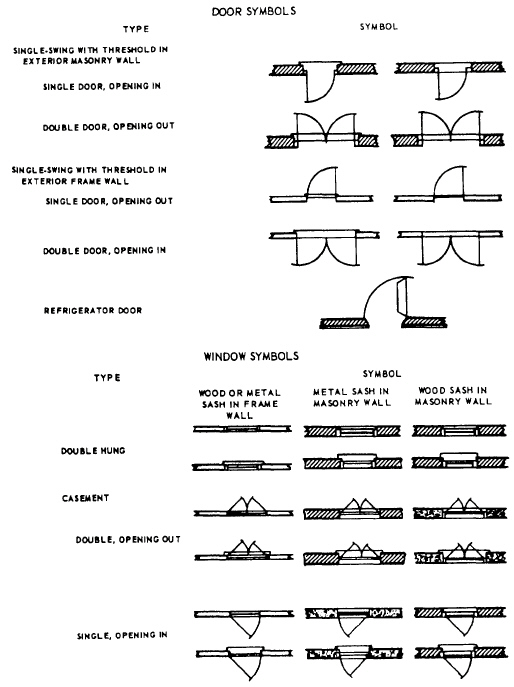 DOOR SYMBOLS
TYPE
SYMBOL
SINGLE-SWING WITH THRESHOLD IN
EXTERIOR MASONRY WALL
SINGLE DOOR, OPENING IN
DOUBLE DOOR, OPENING OUT
SINGLE-SWING WITH THRESHOLD IN
EXTERIOR FRAME WALL
SINGLE DOOR, OPENING OUT
DOUBLE DOOR, OPENING IN
REFRIGERATOR DOOR
WINDOW SYMBOLS
TYPE
SYMBOL
WOOD OR METAL
SASH IN FRAME
WALL
METAL SASH IN
MASONRY WALL
WOOD SASH IN
MASONRY WALL
DOUBLE HUNG
CASEMENT
DOUBLE, OPENING OUT
SINGLE, OPENING IN